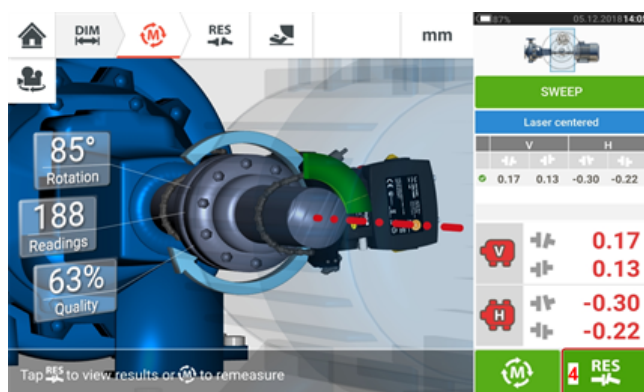 DIM
M
RES
mm
87%
05.12.2018 14:09
SWEEP
Laser centered
V H
0.17 0.13 -0.30 -0.22
85°
Rotation
188
Readings
63%
Quality
V
0.17
0.13
H
-0.30
-0.22
Tap RES to view results or M to remeasure
M
4 RES